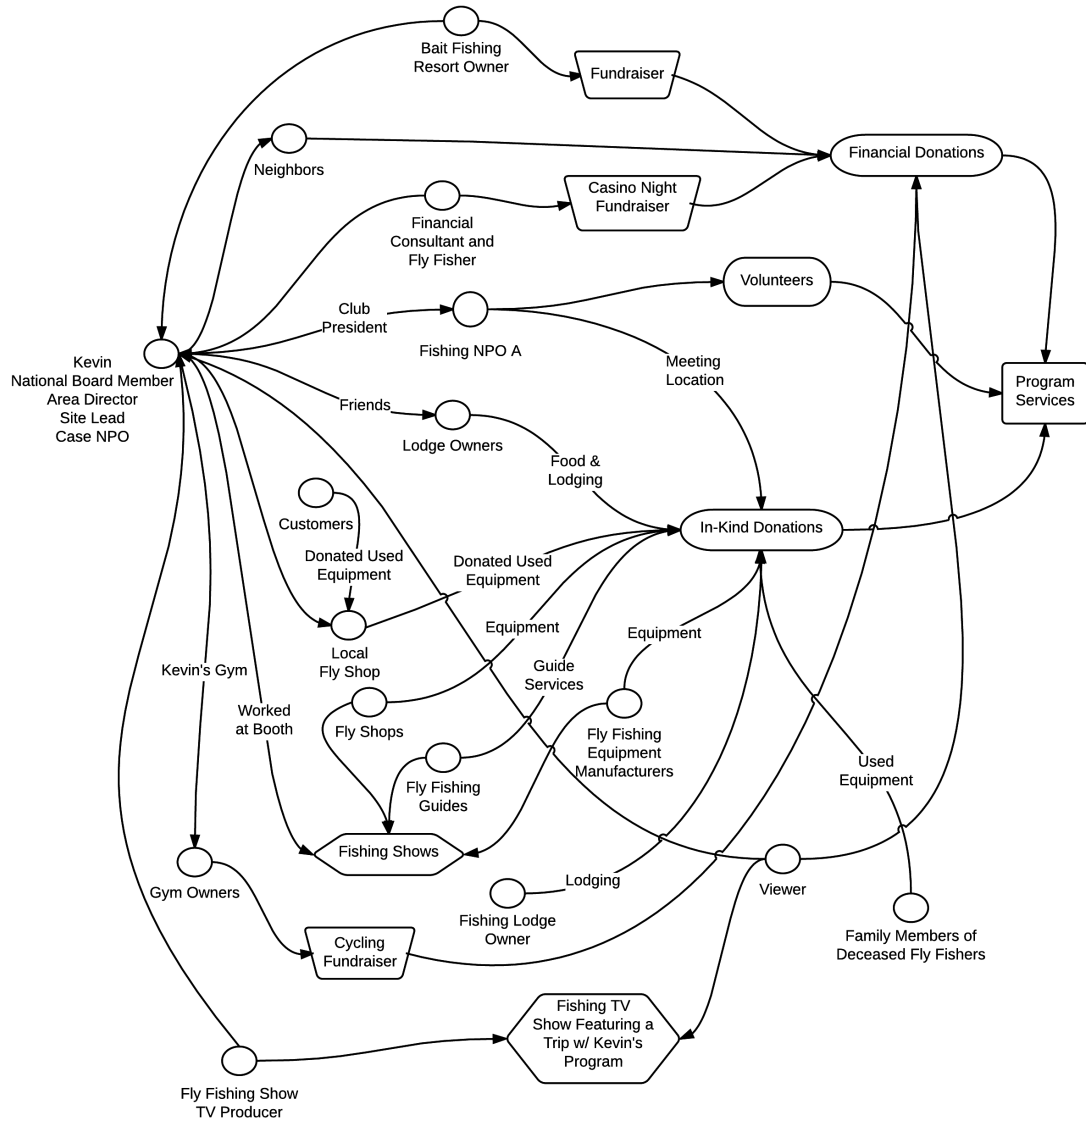 Bait Fishing
Resort Owner
Fundraiser
Neighbors
Financial Donations
Casino Night
Fundraiser
Financial
Consultant and
Fly Fisher
Volunteers
Club
President
Fishing NPO A
Meeting
Location
Kevin
National Board Member
Area Director
Site Lead
Case NPO
Program
Services
Friends
Lodge Owners
Food &
Lodging
Customers
In-Kind Donations
Donated Used
Equipment
Donated Used
Equipment
Local
Fly Shop
Equipment
Equipment
Kevin's Gym
Guide
Services
Worked
at Booth
Fly Shops
Fly Fishing
Equipment
Manufacturers
Used
Equipment
Fly Fishing
Guides
Fishing Shows
Gym Owners
Lodging
Viewer
Fishing Lodge
Owner
Family Members of
Deceased Fly Fishers
Cycling
Fundraiser
Fishing TV
Show Featuring a
Trip w/ Kevin's
Program
Fly Fishing Show
TV Producer